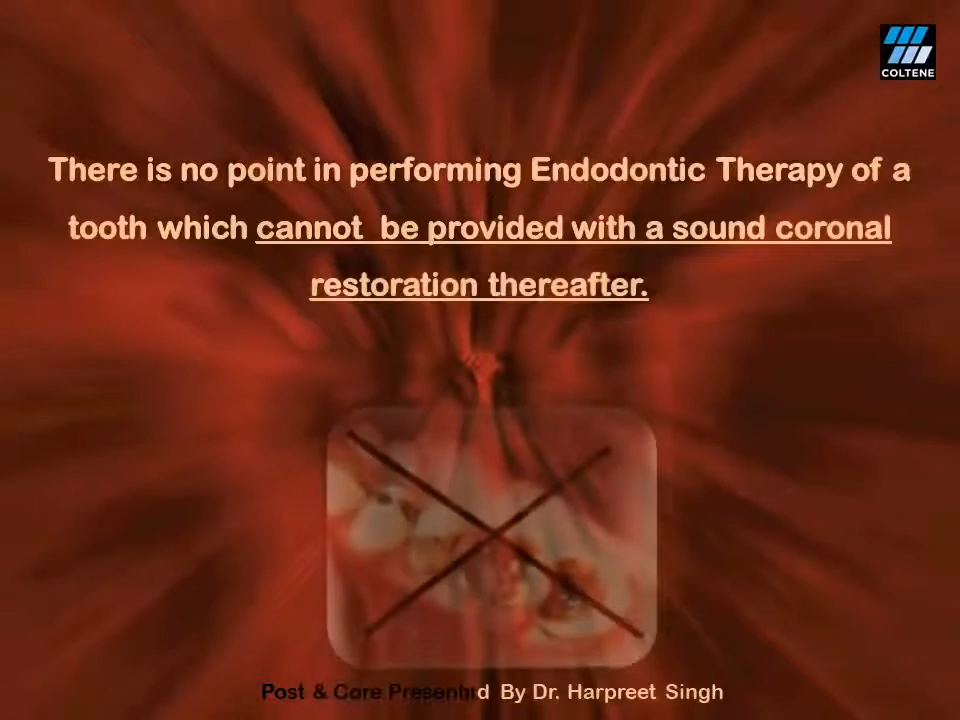 COLTENE
There is no point in performing Endodontic Therapy of a
tooth which cannot be provided with a sound coronal
restoration thereafter.
Post & Core Presented By Dr. Harpreet Singh